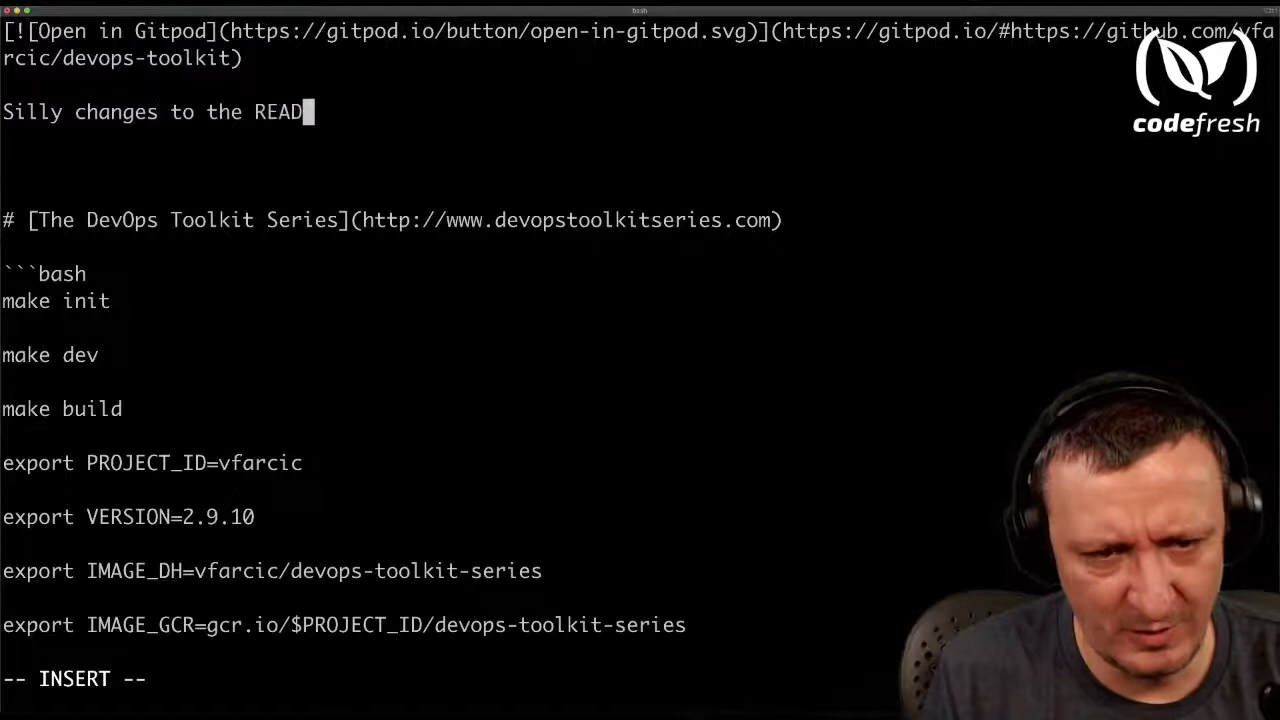 bash
[![Open in Gitpod](https://gitpod.io/button/open-in-gitpod.svg)](https://gitpod.io/#https://github.com/vfa
rcic/devops-toolkit)
codefresh
Silly changes to the READ
# [The DevOps Toolkit Series](http://www.devopstoolkitseries.com)
```bash
make init
make dev
make build
export PROJECT_ID=vfarcic
export VERSION=2.9.10
export IMAGE_DH=vfarcic/devops-toolkit-series
export IMAGE_GCR=gcr.io/$PROJECT_ID/devops-toolkit-series
-- INSERT --